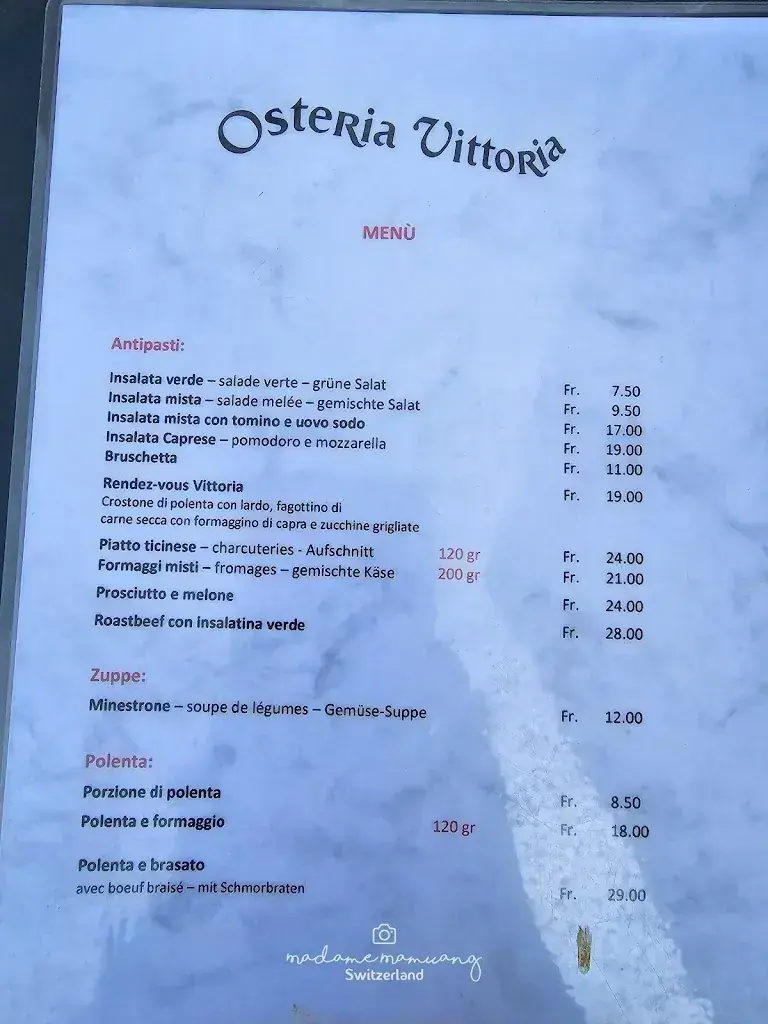 Osteria Vittoria
MENÙ
Antipasti:
Insalata verde – salade verte – grüne Salat Fr. 7.50
Insalata mista – salade melée – gemischte Salat Fr. 9.50
Insalata mista con tomino e uovo sodo Fr. 17.00
Insalata Caprese – pomodoro e mozzarella Fr. 19.00
Bruschetta Fr. 11.00
Rendez-vous Vittoria Fr. 19.00
Crostone di polenta con lardo, fagottino di
carne secca con formaggino di capra e zucchine grigliate
Piatto ticinese – charcuteries - Aufschnitt 120 gr Fr. 24.00
Formaggi misti – fromages – gemischte Käse 200 gr Fr. 21.00
Prosciutto e melone Fr. 24.00
Roastbeef con insalatina verde Fr. 28.00
Zuppe:
Minestrone – soupe de légumes – Gemüse-Suppe Fr. 12.00
Polenta:
Porzione di polenta Fr. 8.50
Polenta e formaggio 120 gr Fr. 18.00
Polenta e brasato
avec boeuf braisé – mit Schmorbraten Fr. 29.00
madame mamuang
Switzerland